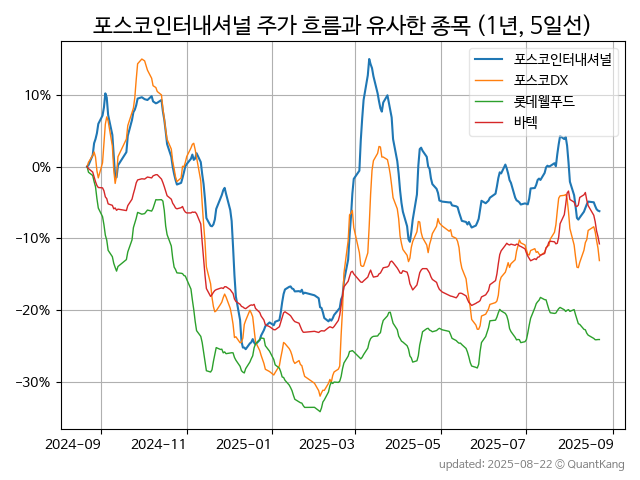 포스코인터내셔널 주가 흐름과 유사한 종목 (1년, 5일선)
포스코인터내셔널
포스코DX
롯데웰푸드
바텍
10%
0%
−10%
−20%
−30%
2024-09 2024-11 2025-01 2025-03 2025-05 2025-07 2025-09
updated: 2025-08-22 © QuantKang